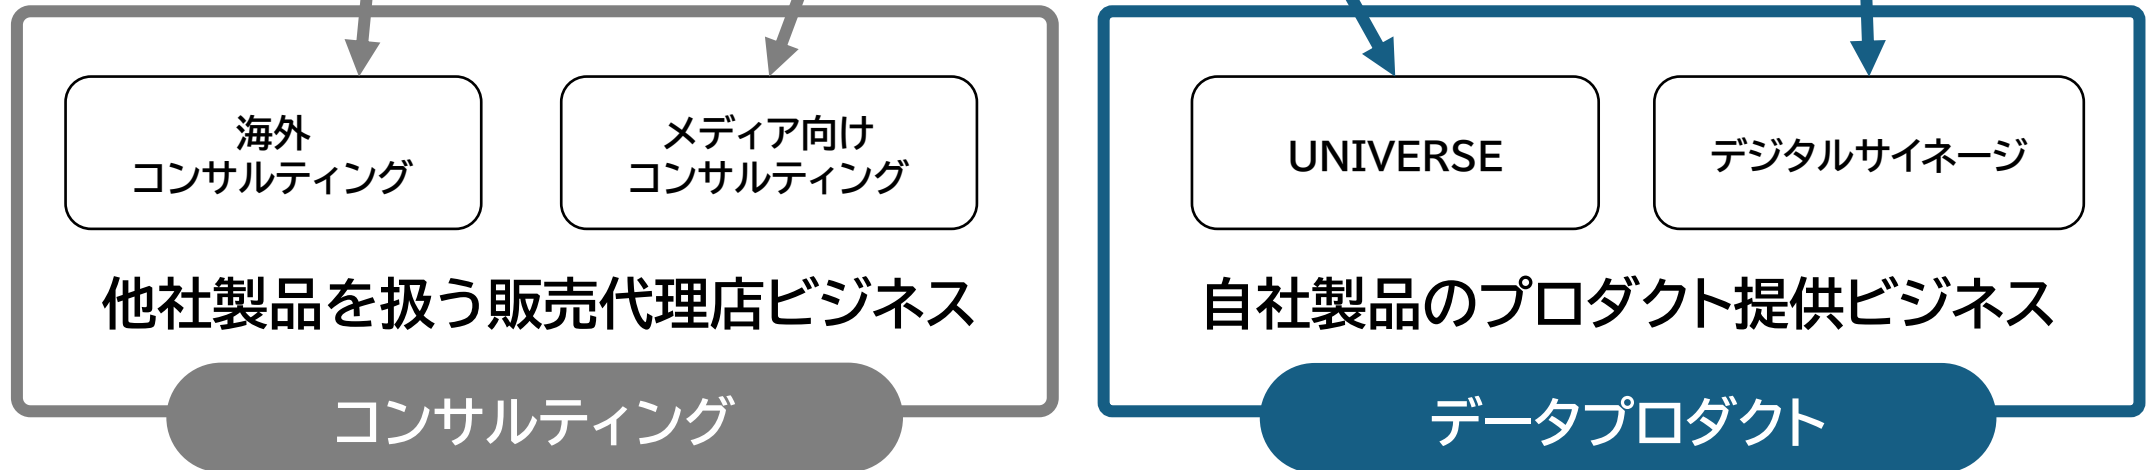 海外
コンサルティング
メディア向け
コンサルティング
UNIVERSE
デジタルサイネージ
他社製品を扱う販売代理店ビジネス
自社製品のプロダクト提供ビジネス
コンサルティング
データプロダクト